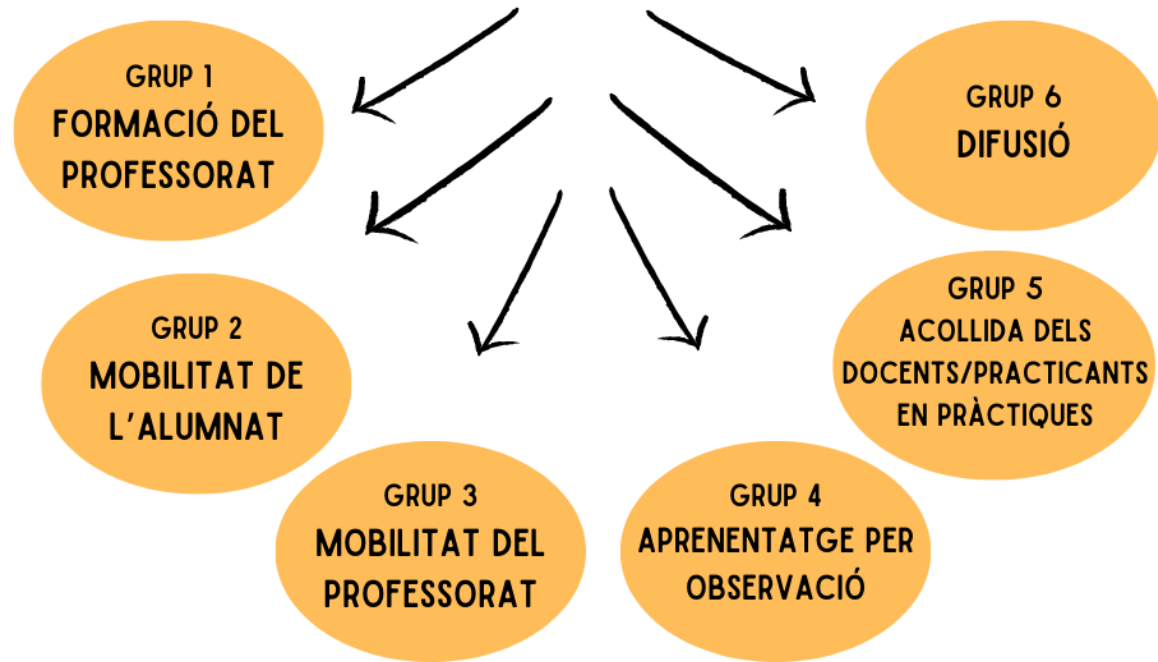 GRUP 1
FORMACIÓ DEL
PROFESSORAT
GRUP 2
MOBILITAT DE
L'ALUMNAT
GRUP 3
MOBILITAT DEL
PROFESSORAT
GRUP 4
APRENENTATGE PER
OBSERVACIÓ
GRUP 5
ACOLLIDA DELS
DOCENTS/PRACTICANTS
EN PRÀCTIQUES
GRUP 6
DIFUSIÓ